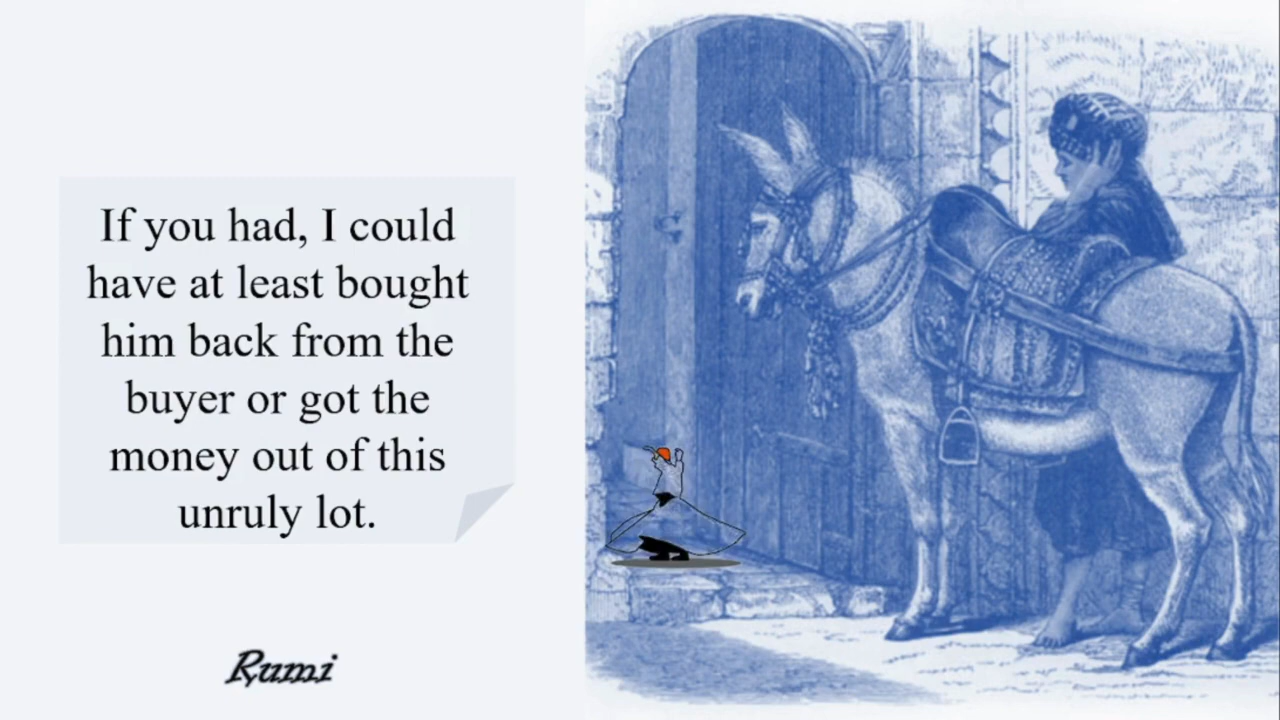 If you had, I could
have at least bought
him back from the
buyer or got the
money out of this
unruly lot.
Rumi